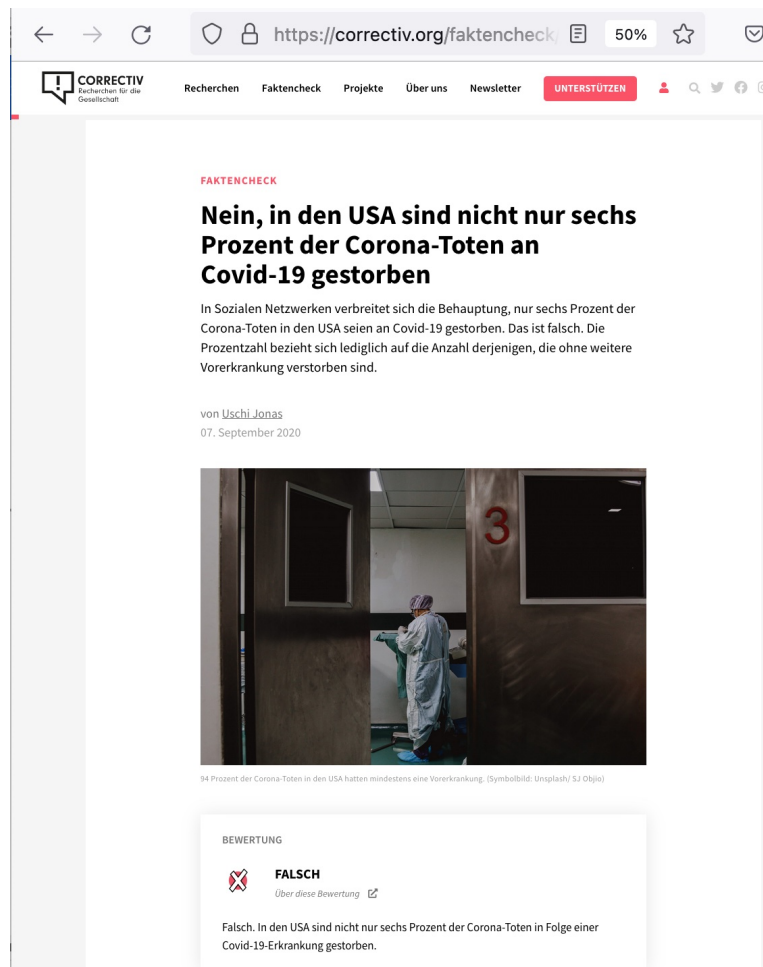 https://correctiv.org/faktencheck/
50%
CORRECTIV
Recherchen für die
Gesellschaft
Recherchen Faktencheck Projekte Über uns Newsletter UNTERSTÜTZEN
FAKTENCHECK
Nein, in den USA sind nicht nur sechs
Prozent der Corona-Toten an
Covid-19 gestorben
In Sozialen Netzwerken verbreitet sich die Behauptung, nur sechs Prozent der
Corona-Toten in den USA seien an Covid-19 gestorben. Das ist falsch. Die
Prozentzahl bezieht sich lediglich auf die Anzahl derjenigen, die ohne weitere
Vorerkrankung verstorben sind.
von Uschi Jonas
07. September 2020
3
94 Prozent der Corona-Toten in den USA hatten mindestens eine Vorerkrankung. (Symbolbild: Unsplash/ SJ Objio)
BEWERTUNG
FALSCH
Über diese Bewertung
Falsch. In den USA sind nicht nur sechs Prozent der Corona-Toten in Folge einer
Covid-19-Erkrankung gestorben.